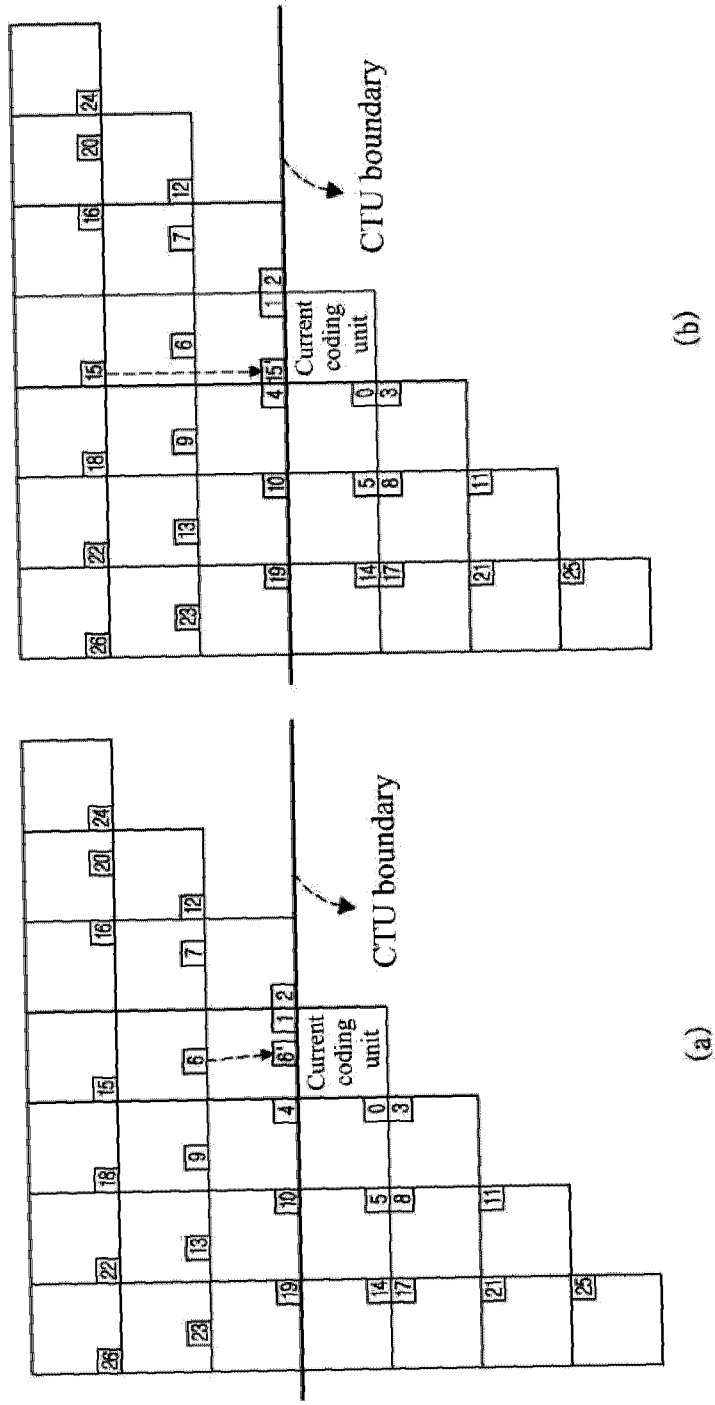 26 22 18 15 16 20 24
23 13 9 6 7 12
19 10 4 6' 1 2
Current
coding
unit
14 5 0
17 8 3
21 11
25
CTU boundary
(a)
26 22 18 15 16 20 24
23 13 9 6 7 12
19 10 4 15' 1 2
Current
coding
unit
14 5 0
17 8 3
21 11
25
CTU boundary
(b)